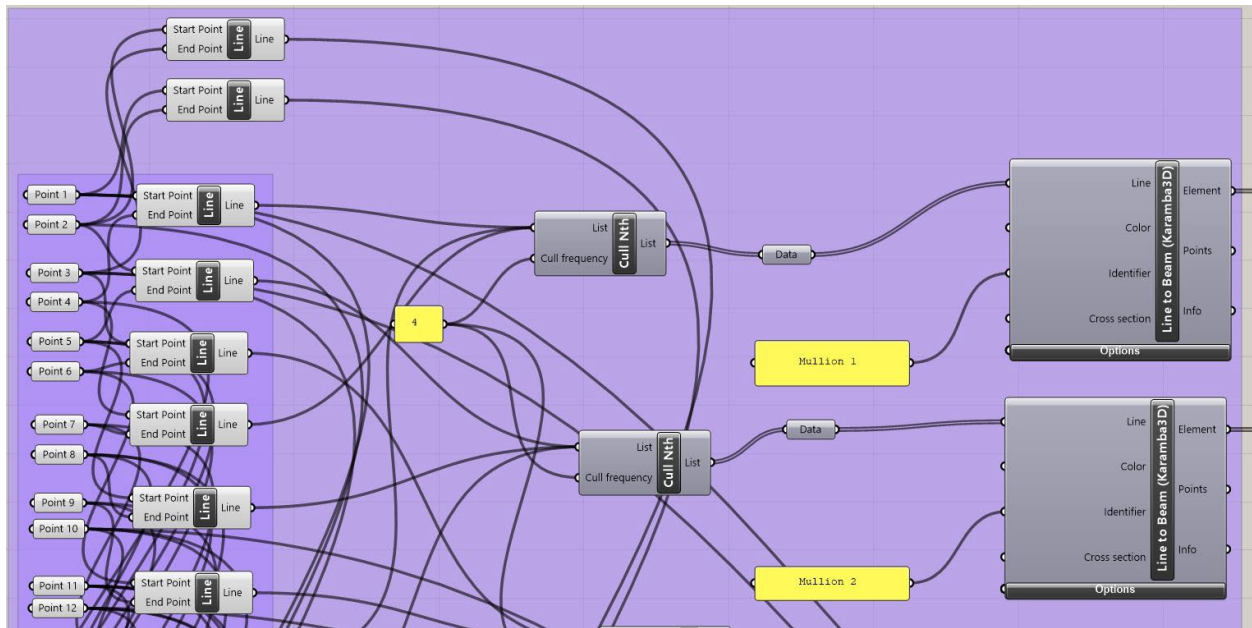 Start Point
End Point
Line
Line
Start Point
End Point
Line
Line
Point 1
Point 2
Start Point
End Point
Line
Line
Point 3
Point 4
Start Point
End Point
Line
Line
Point 5
Point 6
Start Point
End Point
Line
Line
Point 7
Point 8
Start Point
End Point
Line
Line
Point 9
Point 10
Start Point
End Point
Line
Line
Point 11
Point 12
Start Point
End Point
Line
Line
List
Cull frequency
Cull Nth
List
4
Data
Line
Color
Identifier
Cross section
Line to Beam (Karamba3D)
Element
Points
Info
Options
Mullion 1
List
Cull frequency
Cull Nth
List
Data
Line
Color
Identifier
Cross section
Line to Beam (Karamba3D)
Element
Points
Info
Options
Mullion 2